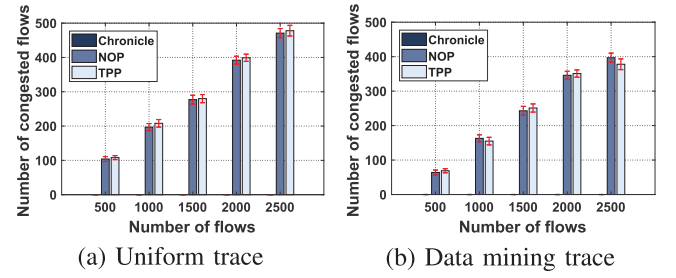 Number of congested flows
500
400
300
200
100
0
Chronicle
NOP
TPP
500 1000 1500 2000 2500
Number of flows
(a) Uniform trace
Number of congested flows
500
400
300
200
100
0
Chronicle
NOP
TPP
500 1000 1500 2000 2500
Number of flows
(b) Data mining trace